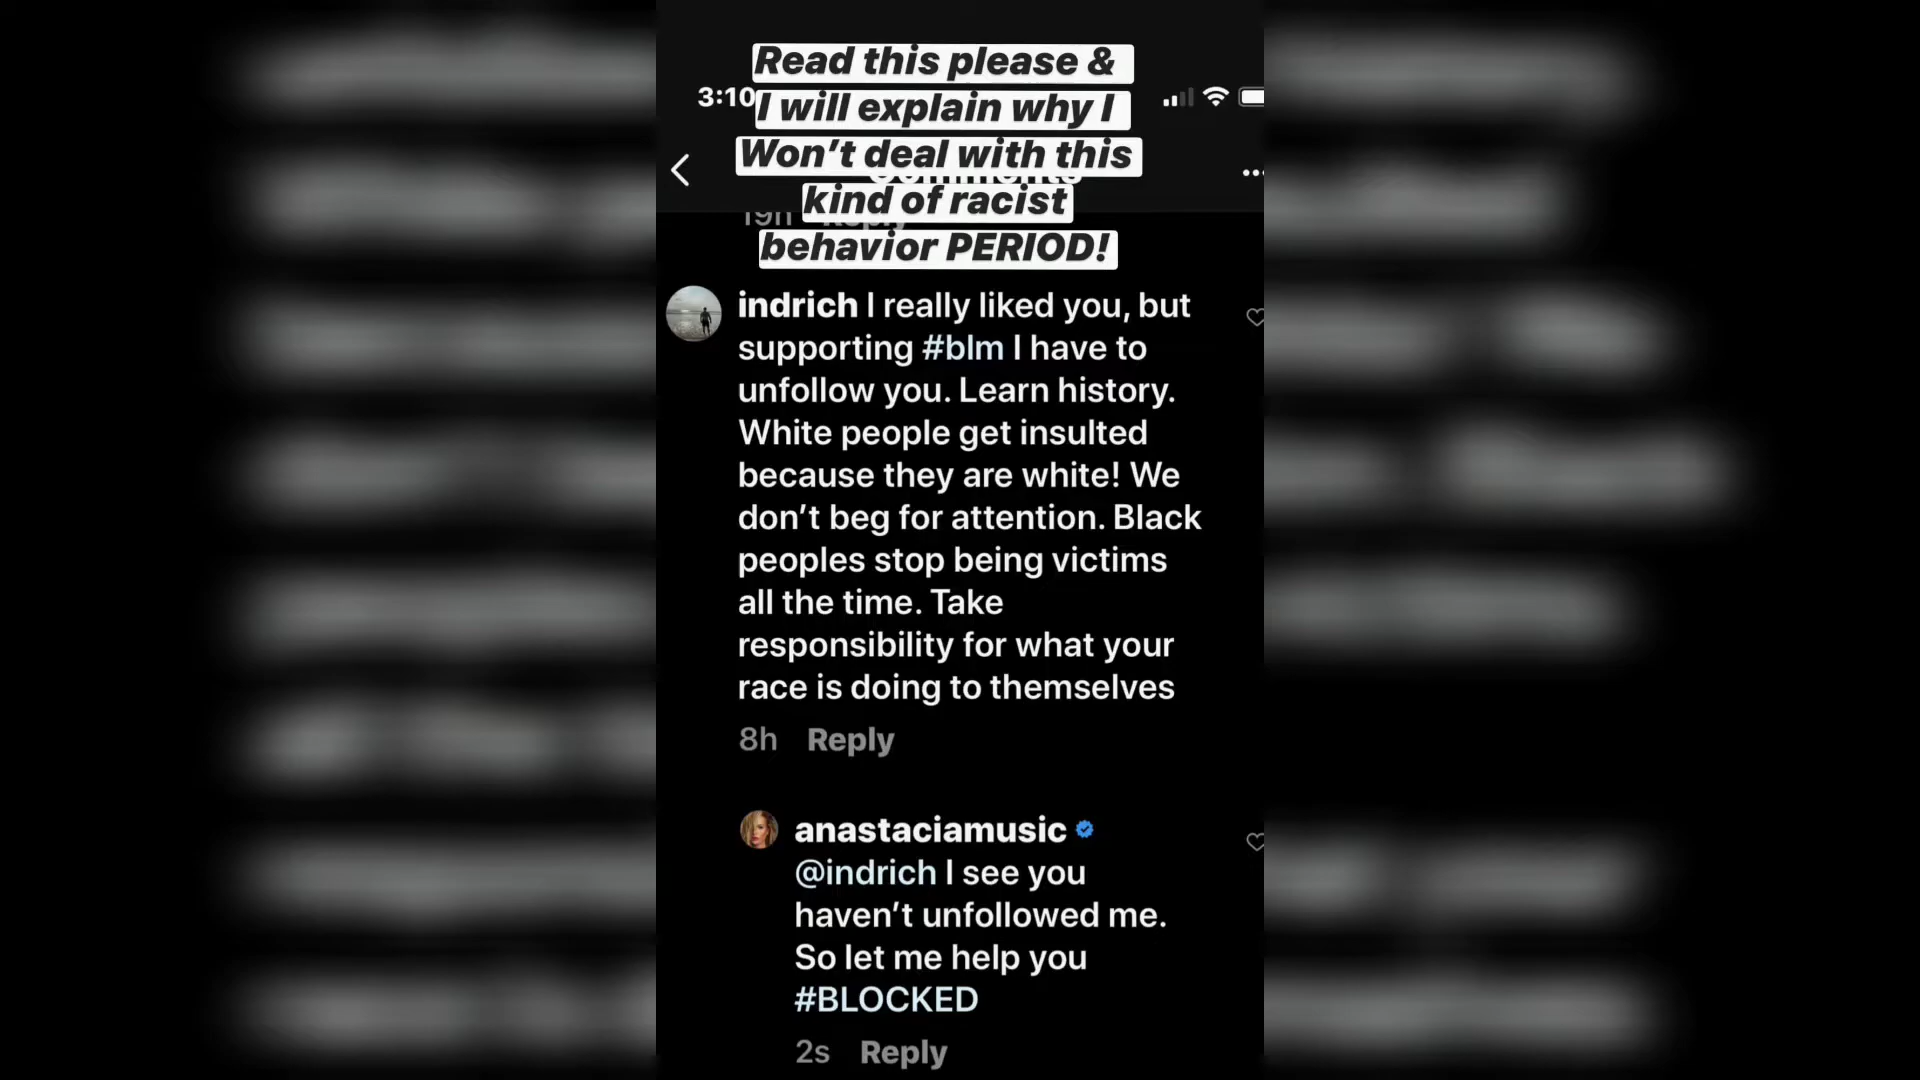 Read this please &
3:10
I will explain why I
Won't deal with this
Comments
kind of racist
19h Reply
behavior PERIOD!
indrich I really liked you, but
supporting #blm I have to
unfollow you. Learn history.
White people get insulted
because they are white! We
don't beg for attention. Black
peoples stop being victims
all the time. Take
responsibility for what your
race is doing to themselves
8h Reply
anastaciamusic
@indrich I see you
haven't unfollowed me.
So let me help you
#BLOCKED
2s Reply